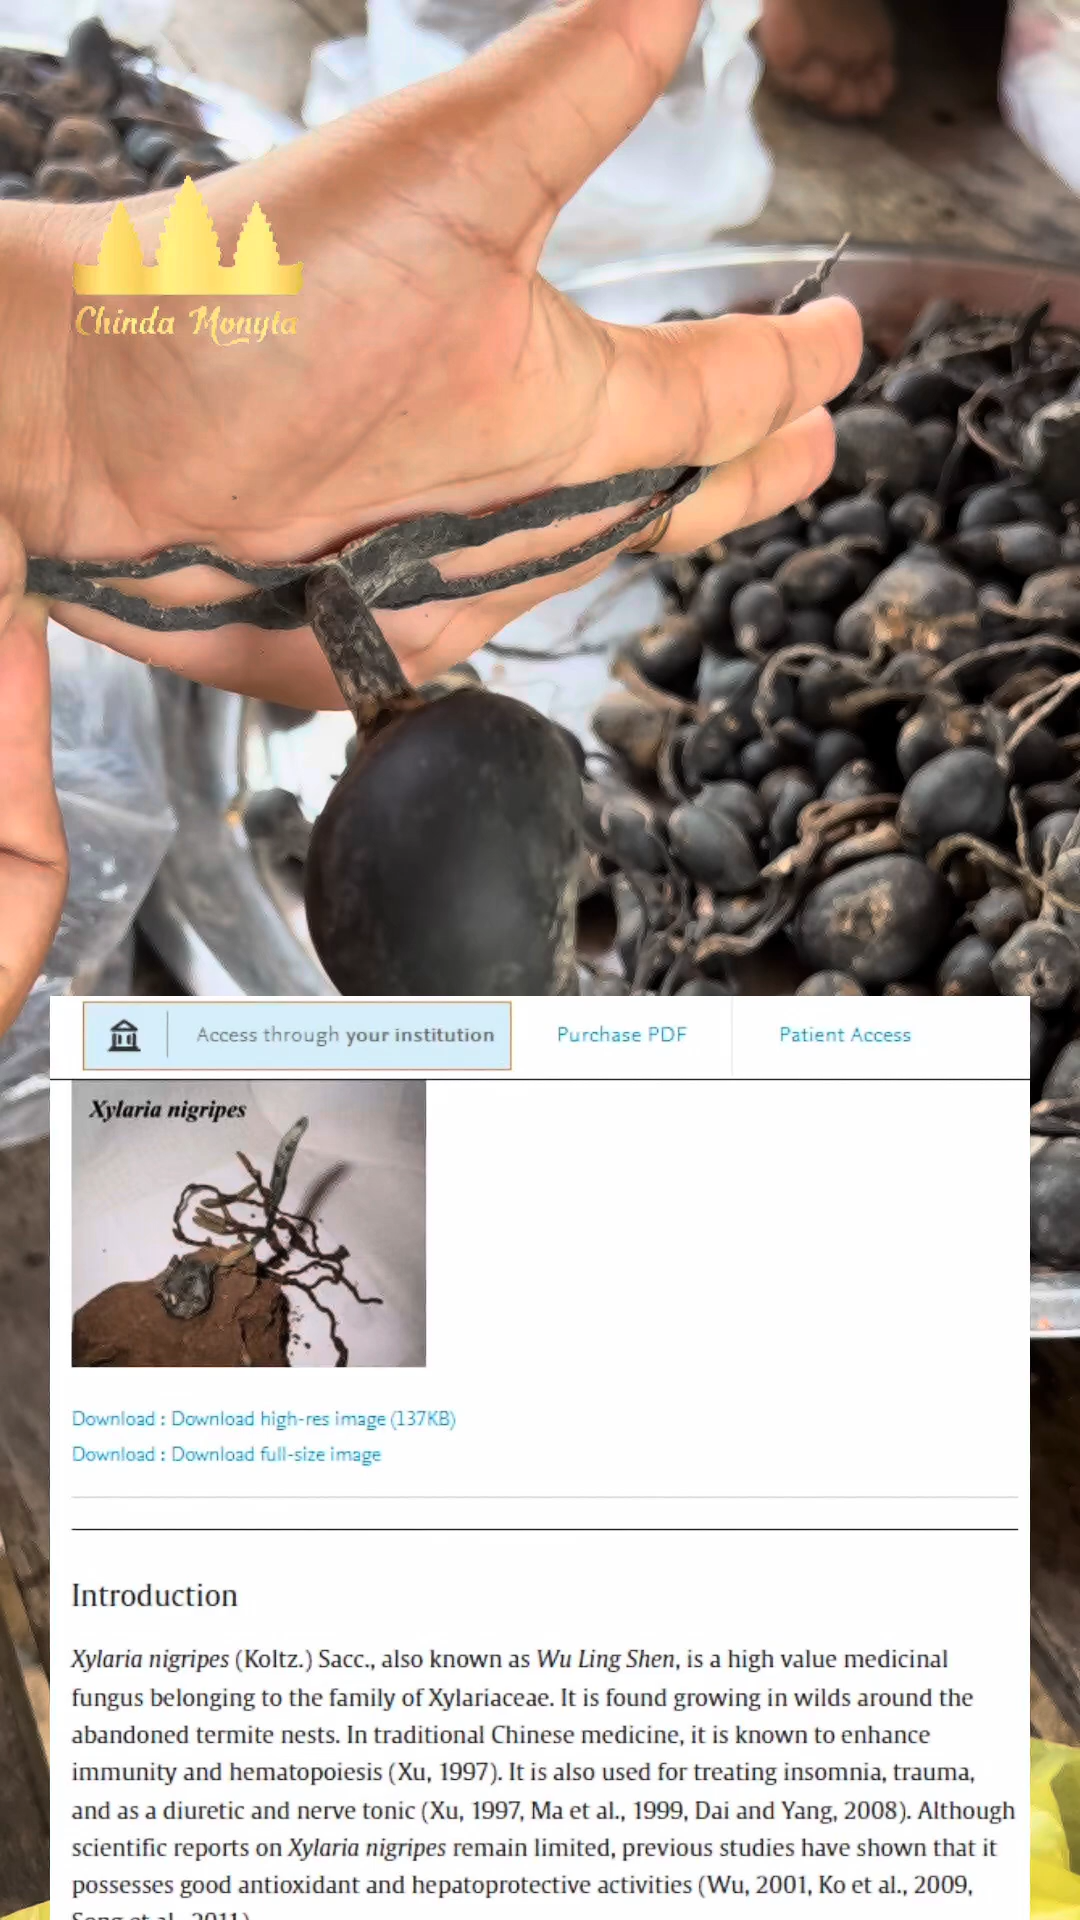 Chinda Monyta
Access through your institution
Purchase PDF
Patient Access
Xylaria nigripes
Download : Download high-res image (137KB)
Download : Download full-size image
Introduction
Xylaria nigripes (Koltz.) Sacc., also known as Wu Ling Shen, is a high value medicinal
fungus belonging to the family of Xylariaceae. It is found growing in wilds around the
abandoned termite nests. In traditional Chinese medicine, it is known to enhance
immunity and hematopoiesis (Xu, 1997). It is also used for treating insomnia, trauma,
and as a diuretic and nerve tonic (Xu, 1997, Ma et al., 1999, Dai and Yang, 2008). Although
scientific reports on Xylaria nigripes remain limited, previous studies have shown that it
possesses good antioxidant and hepatoprotective activities (Wu, 2001, Ko et al., 2009,
Song et al., 2011).